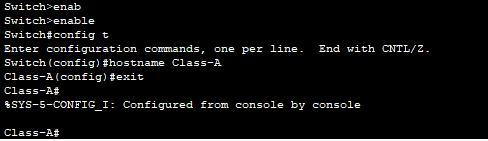 Switch>enab
Switch>enable
Switch#config t
Enter configuration commands, one per line.  End with CNTL/Z.
Switch(config)#hostname Class-A
Class-A(config)#exit
Class-A#
%SYS-5-CONFIG_I: Configured from console by console
Class-A#